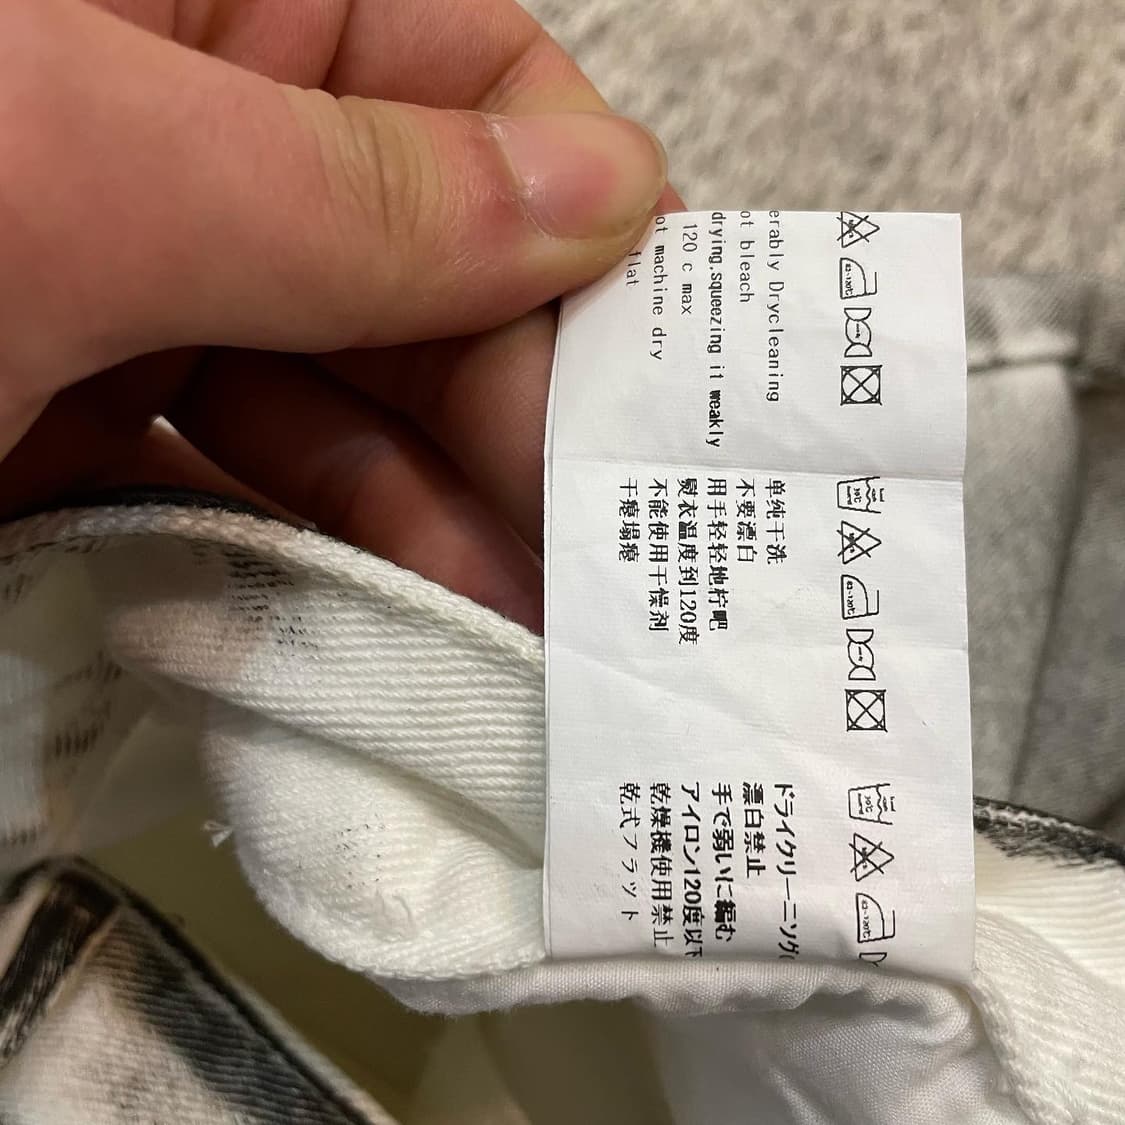 erably Drycleaning
ot bleach
drying,squeezing it weakly
120 c max
ot machine dry
flat
单纯干洗
不要漂白
用手轻轻地柠吧
熨衣温度到120度
不能使用干燥剂
干瘪塌瘪
ドライクリーニング(
漂白禁止
手で弱いに編む
アイロン120度以下
乾燥機使用禁止
乾式フラット